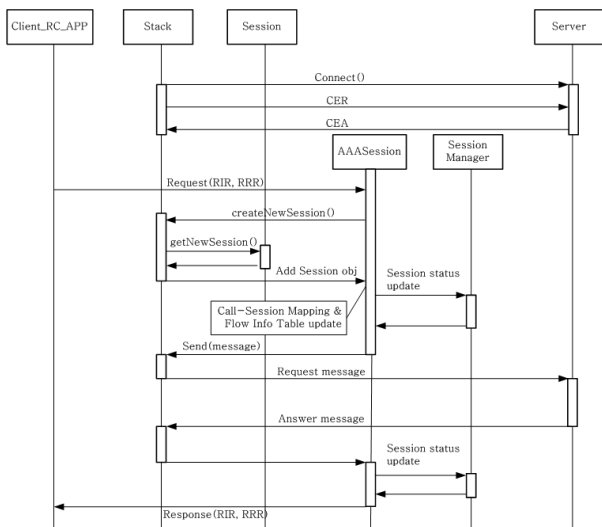 Client_RC_APP
Stack
Session
Server
Connect()
CER
CEA
AAASession
Session
Manager
Request(RIR, RRR)
createNewSession()
getNewSession()
Add Session obj
Session status
update
Call-Session Mapping &
Flow Info Table update
Send(message)
Request message
Answer message
Session status
update
Response(RIR, RRR)